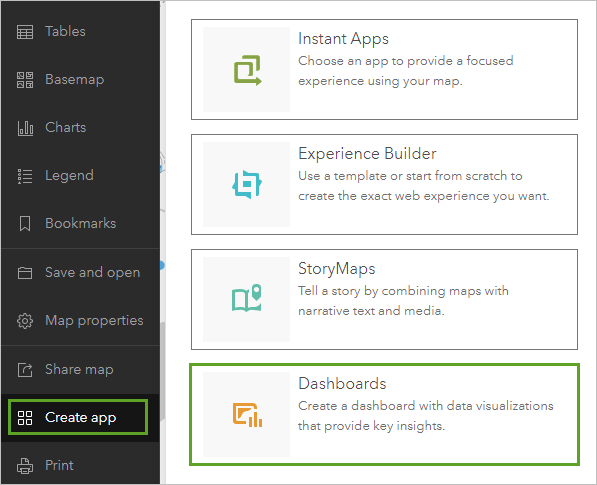 Tables
Basemap
Charts
Legend
Bookmarks
Save and open
Map properties
Share map
Create app
Print
Instant Apps
Choose an app to provide a focused
experience using your map.
Experience Builder
Use a template or start from scratch to
create the exact web experience you want.
StoryMaps
Tell a story by combining maps with
narrative text and media.
Dashboards
Create a dashboard with data visualizations
that provide key insights.